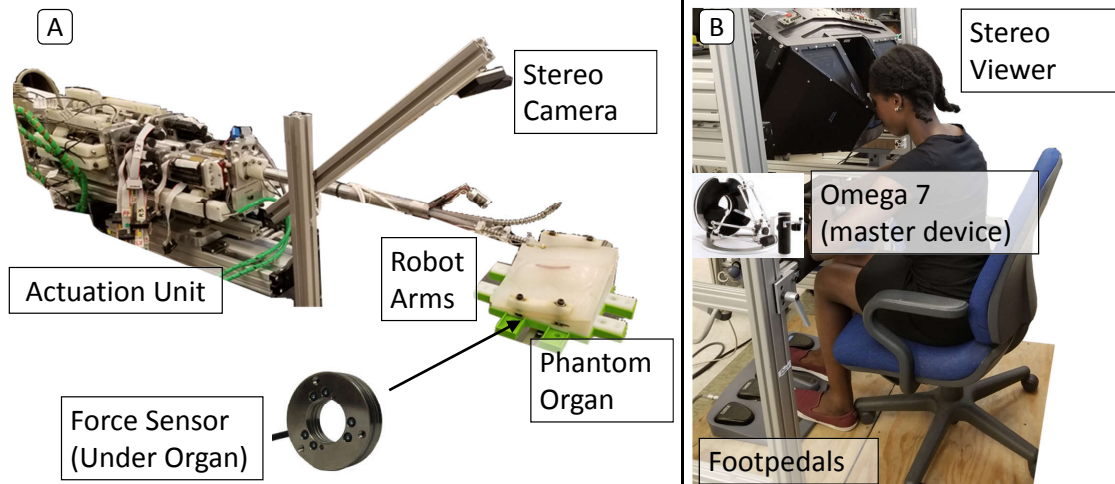 A
Stereo
Camera
Actuation Unit
Robot
Arms
Phantom
Organ
Force Sensor
(Under Organ)
B
Stereo
Viewer
Omega 7
(master device)
Footpedals